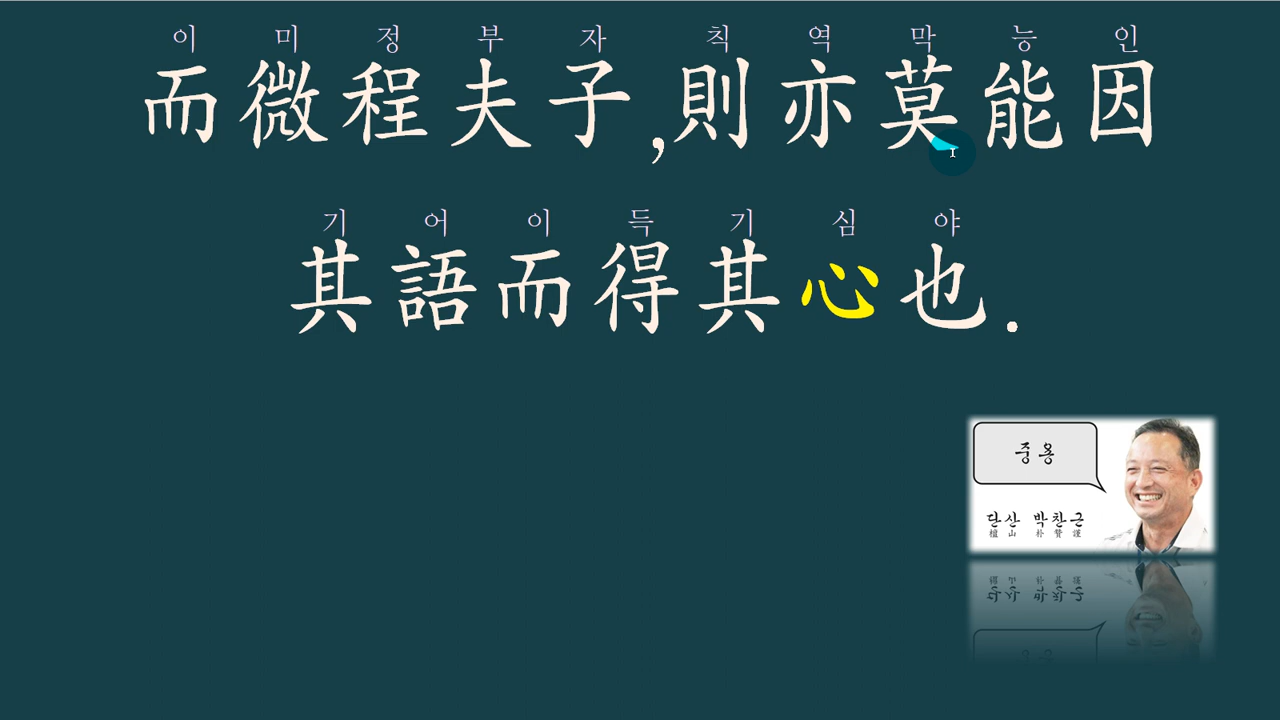 이 미 정 부 자 칙 역 막 능 인
而微程夫子,則亦莫能因
기 어 이 득 기 심 야
其語而得其心也.
중용
단산 박찬근
檀山 朴贊謹